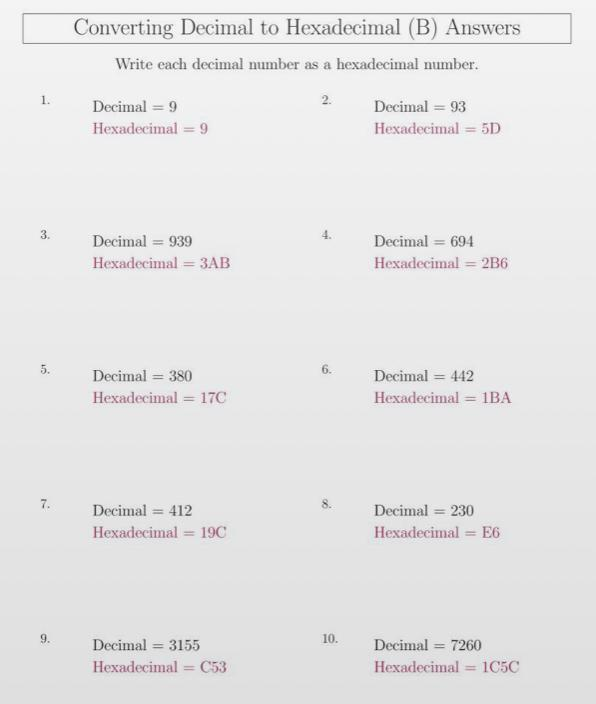 Converting Decimal to Hexadecimal (B) Answers
Write each decimal number as a hexadecimal number.
1.
Decimal = 9
Hexadecimal = 9
2.
Decimal = 93
Hexadecimal = 5D
3.
Decimal = 939
Hexadecimal = 3AB
4.
Decimal = 694
Hexadecimal = 2B6
5.
Decimal = 380
Hexadecimal = 17C
6.
Decimal = 442
Hexadecimal = 1BA
7.
Decimal = 412
Hexadecimal = 19C
8.
Decimal = 230
Hexadecimal = E6
9.
Decimal = 3155
Hexadecimal = C53
10.
Decimal = 7260
Hexadecimal = 1C5C